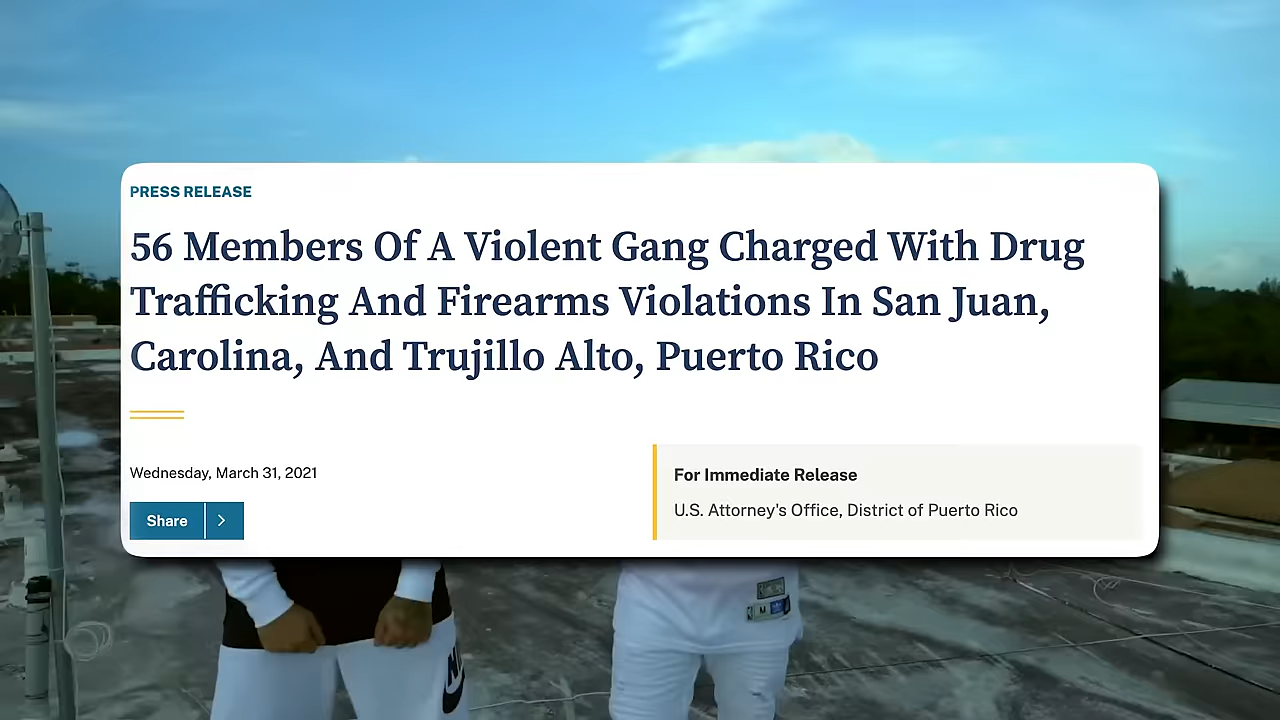 PRESS RELEASE
56 Members Of A Violent Gang Charged With Drug
Trafficking And Firearms Violations In San Juan,
Carolina, And Trujillo Alto, Puerto Rico
Wednesday, March 31, 2021
Share
For Immediate Release
U.S. Attorney's Office, District of Puerto Rico
M